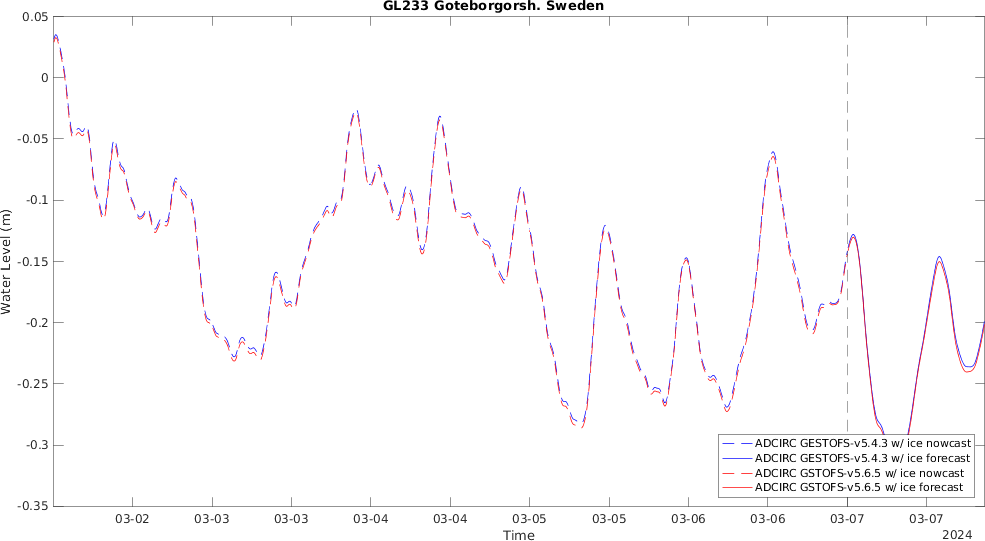 GL233 Goteborgorsh. Sweden
0.05
0
-0.05
-0.1
-0.15
-0.2
-0.25
-0.3
-0.35
Water Level (m)
ADCIRC GESTOFS-v5.4.3 w/ ice nowcast
ADCIRC GESTOFS-v5.4.3 w/ ice forecast
ADCIRC GSTOFS-v5.6.5 w/ ice nowcast
ADCIRC GSTOFS-v5.6.5 w/ ice forecast
03-02 03-03 03-03 03-04 03-04 03-05 03-05 03-06 03-06 03-07 03-07
Time
2024